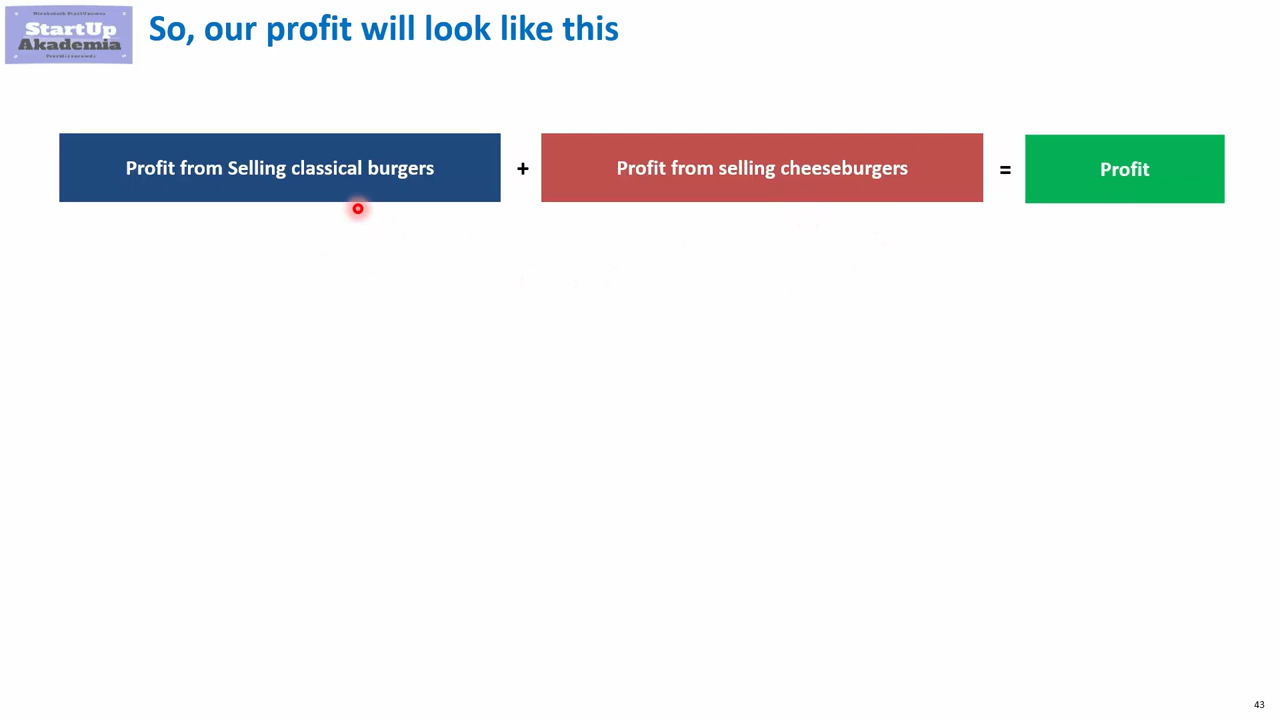 StartUp
Akademia
So, our profit will look like this
Profit from Selling classical burgers
+
Profit from selling cheeseburgers
=
Profit
43